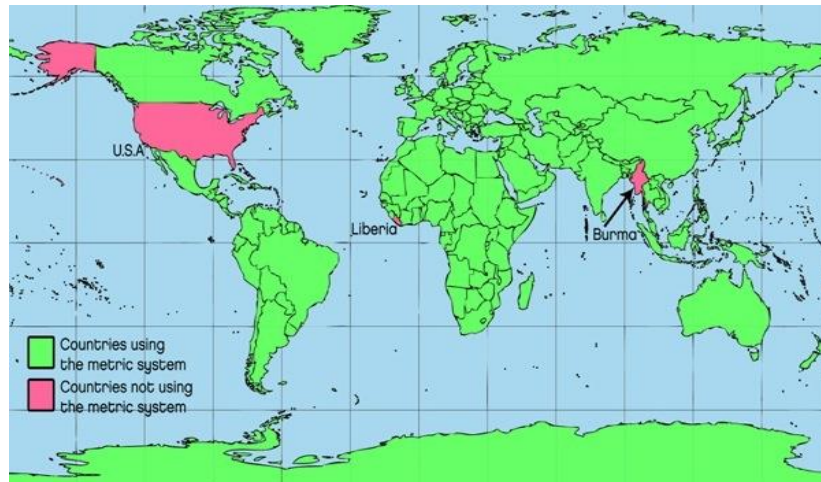 U.S.A
Liberia
Burma
Countries using
the metric system
Countries not using
the metric system